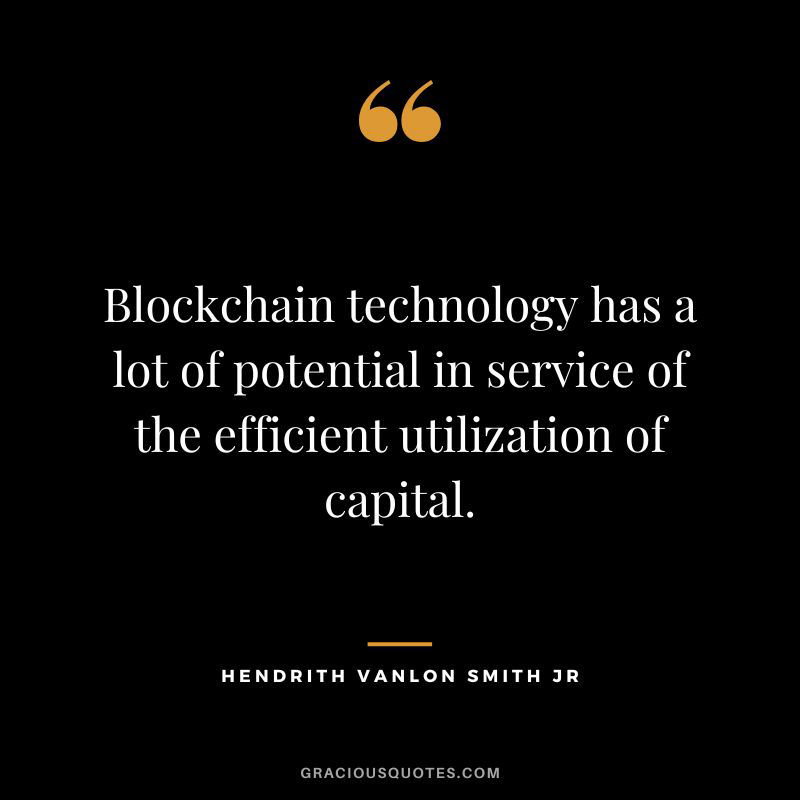 “
Blockchain technology has a
lot of potential in service of
the efficient utilization of
capital.
HENDRITH VANLON SMITH JR
GRACIOUSQUOTES.COM